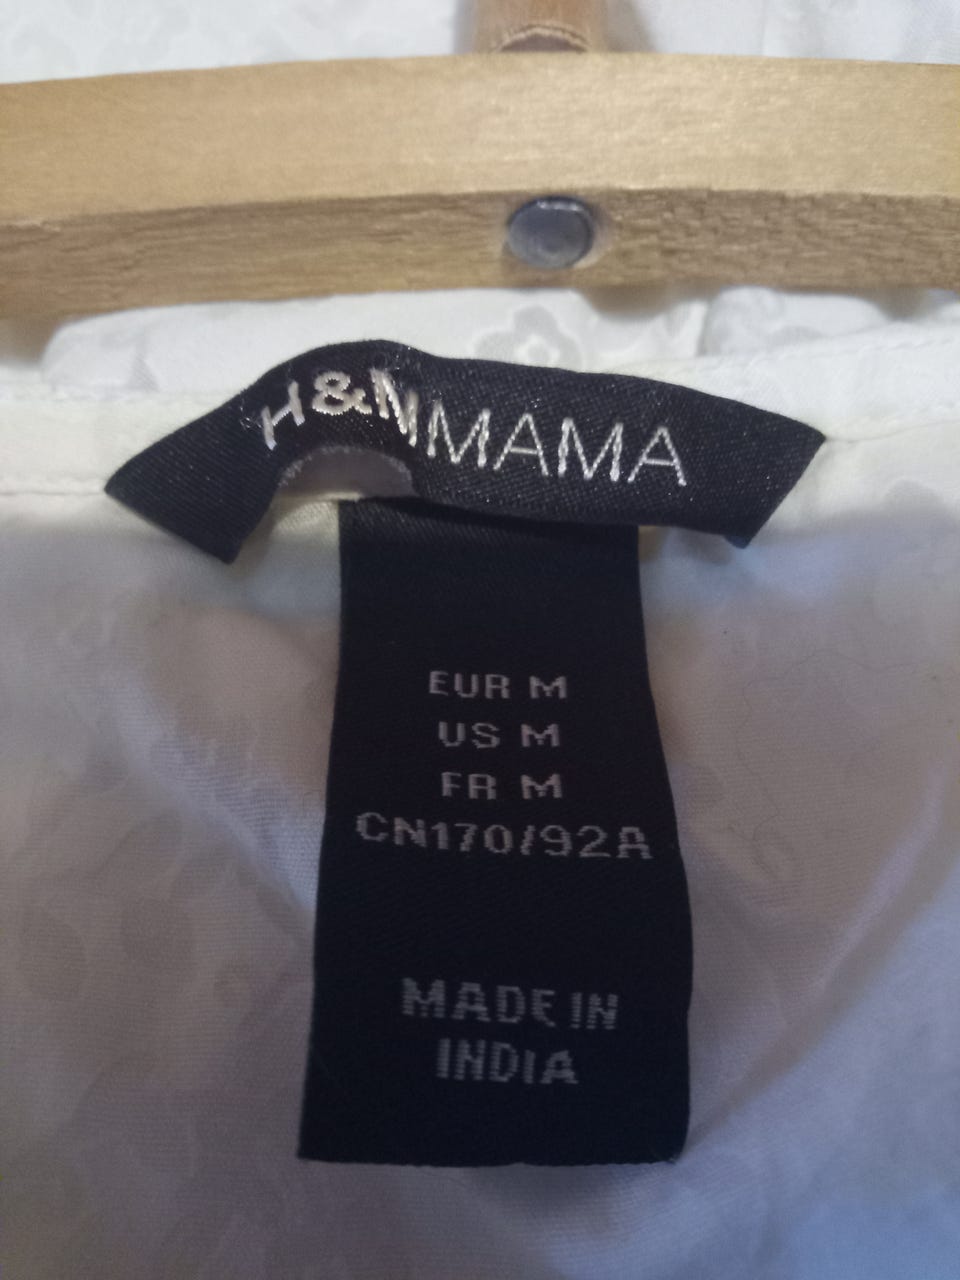 H&M MAMA
EUR M
US M
FR M
CN170/92A
MADE IN
INDIA